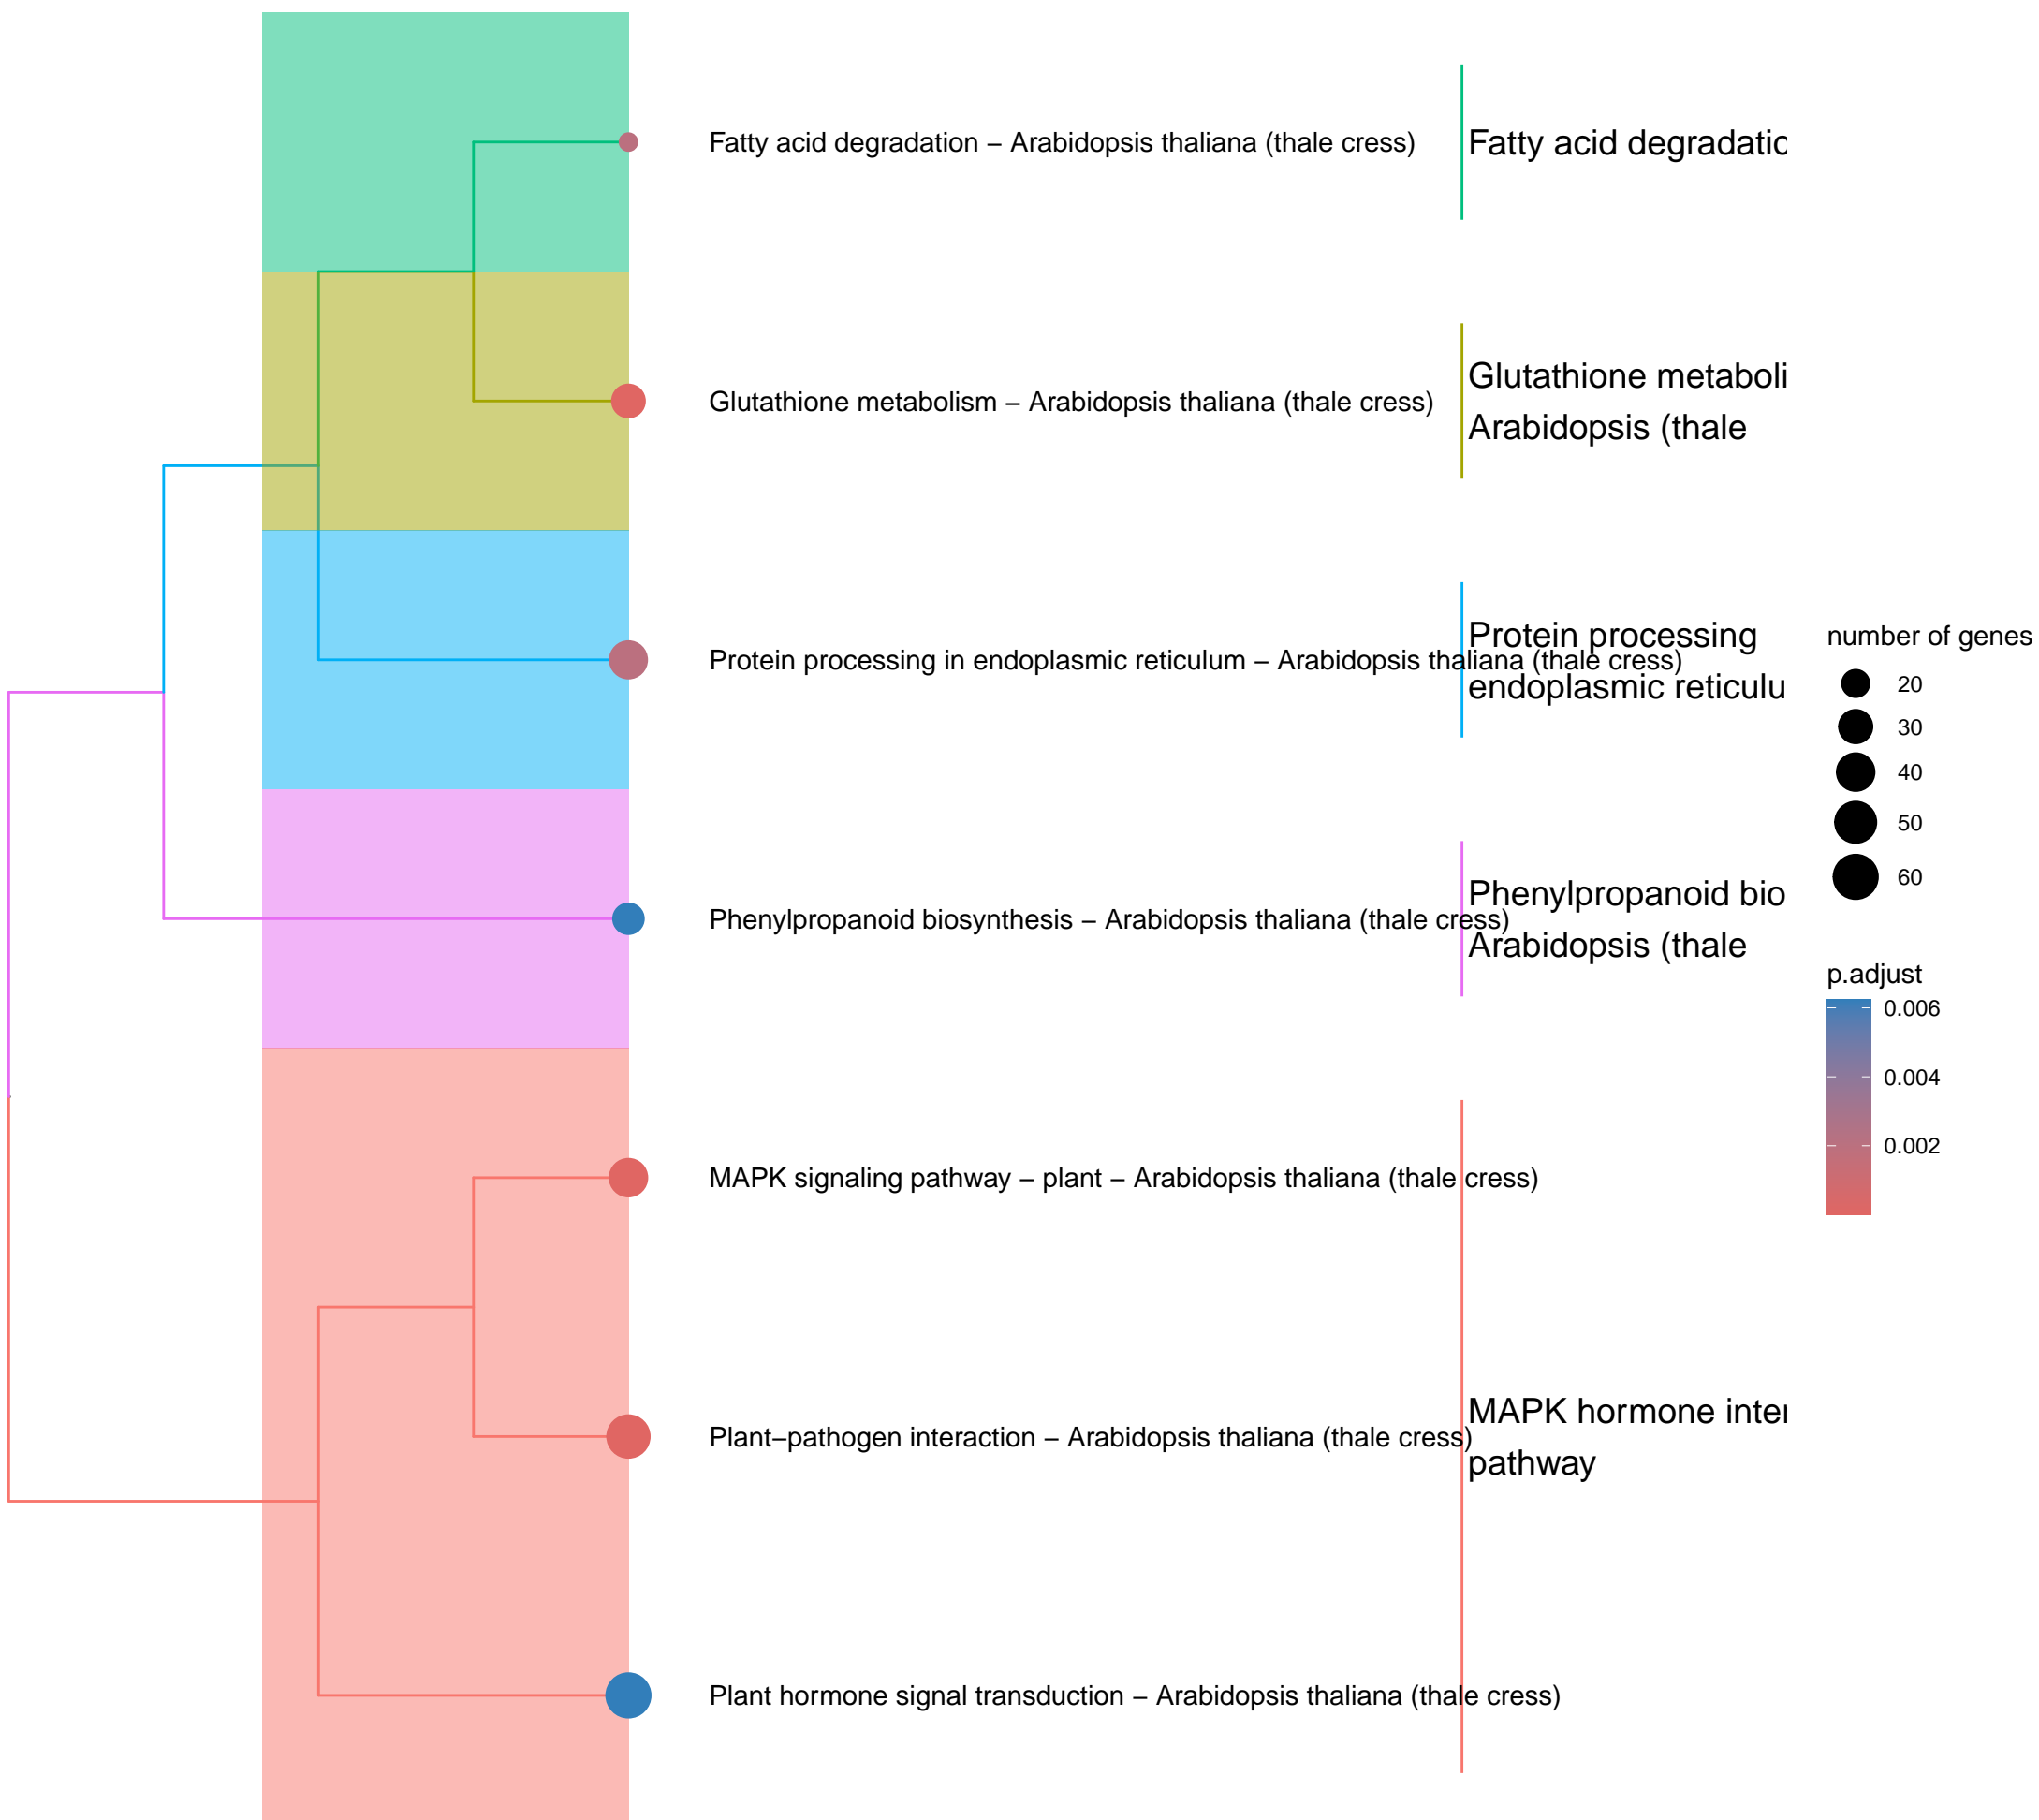 Fatty acid degradation – Arabidopsis thaliana (thale cress)
Fatty acid degradatic
Glutathione metabolism – Arabidopsis thaliana (thale cress)
Glutathione metaboli
Arabidopsis (thale
Protein processing in endoplasmic reticulum – Arabidopsis thaliana (thale cress)
Protein processing
endoplasmic reticulu
Phenylpropanoid biosynthesis – Arabidopsis thaliana (thale cress)
Phenylpropanoid bio
Arabidopsis (thale
MAPK signaling pathway – plant – Arabidopsis thaliana (thale cress)
Plant–pathogen interaction – Arabidopsis thaliana (thale cress)
MAPK hormone inter
pathway
Plant hormone signal transduction – Arabidopsis thaliana (thale cress)
number of genes
20
30
40
50
60
p.adjust
0.006
0.004
0.002